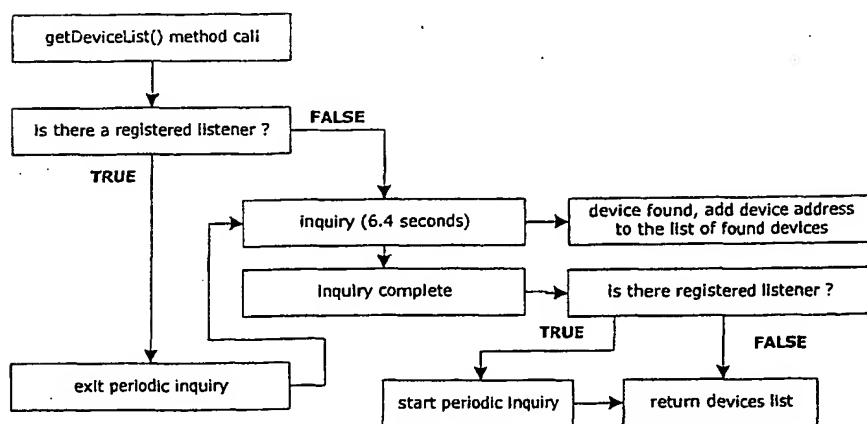 getDeviceList() method call
Is there a registered listener ?
FALSE
TRUE
inquiry (6.4 seconds)
device found, add device address
to the list of found devices
inquiry complete
is there registered listener ?
TRUE
FALSE
exit periodic inquiry
start periodic inquiry
return devices list